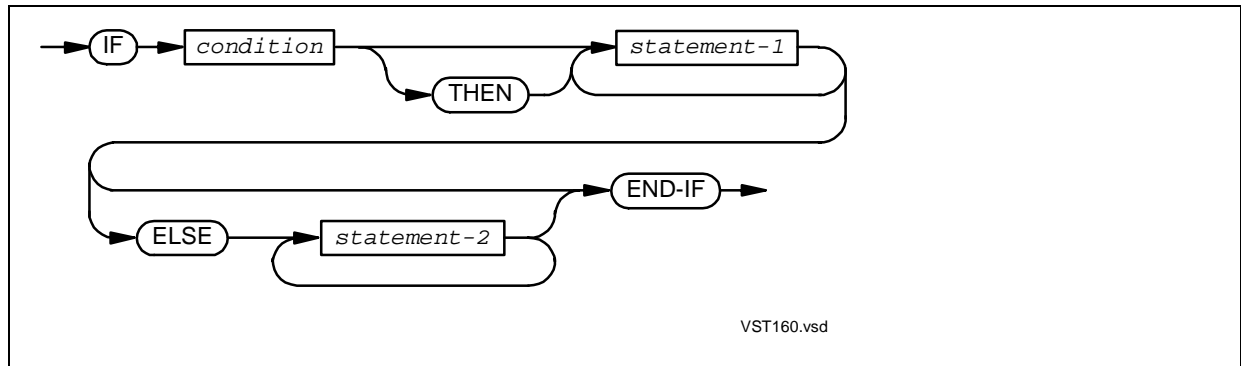 IF condition statement-1
THEN
END-IF
ELSE statement-2
VST160.vsd